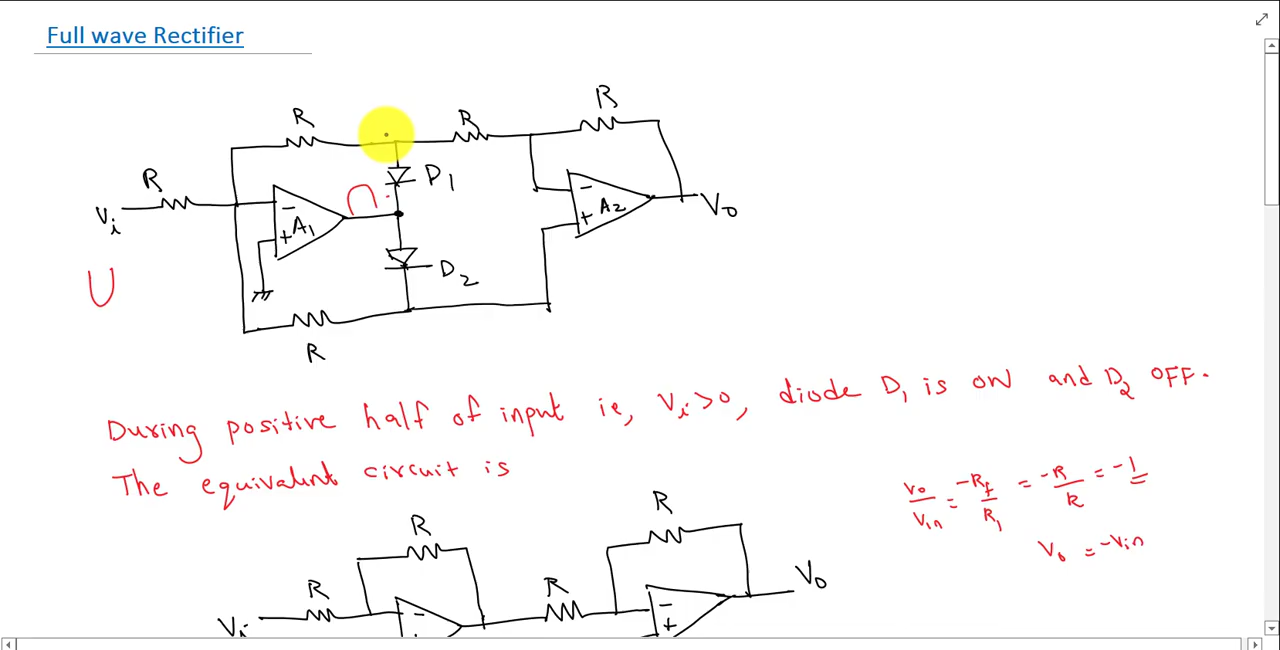 Full wave Rectifier
R
R
R
R
Vi
−
+
A1
D1
−
+
A2
Vo
D2
R
During positive half of input ie, Vi>0, diode D1 is ON and D2 OFF.
The equivalent circuit is
Vo/Vin = -Rf/R1 = -R/R = -1
Vo = -Vin
R
R
R
R
Vi
−
−
+
Vo